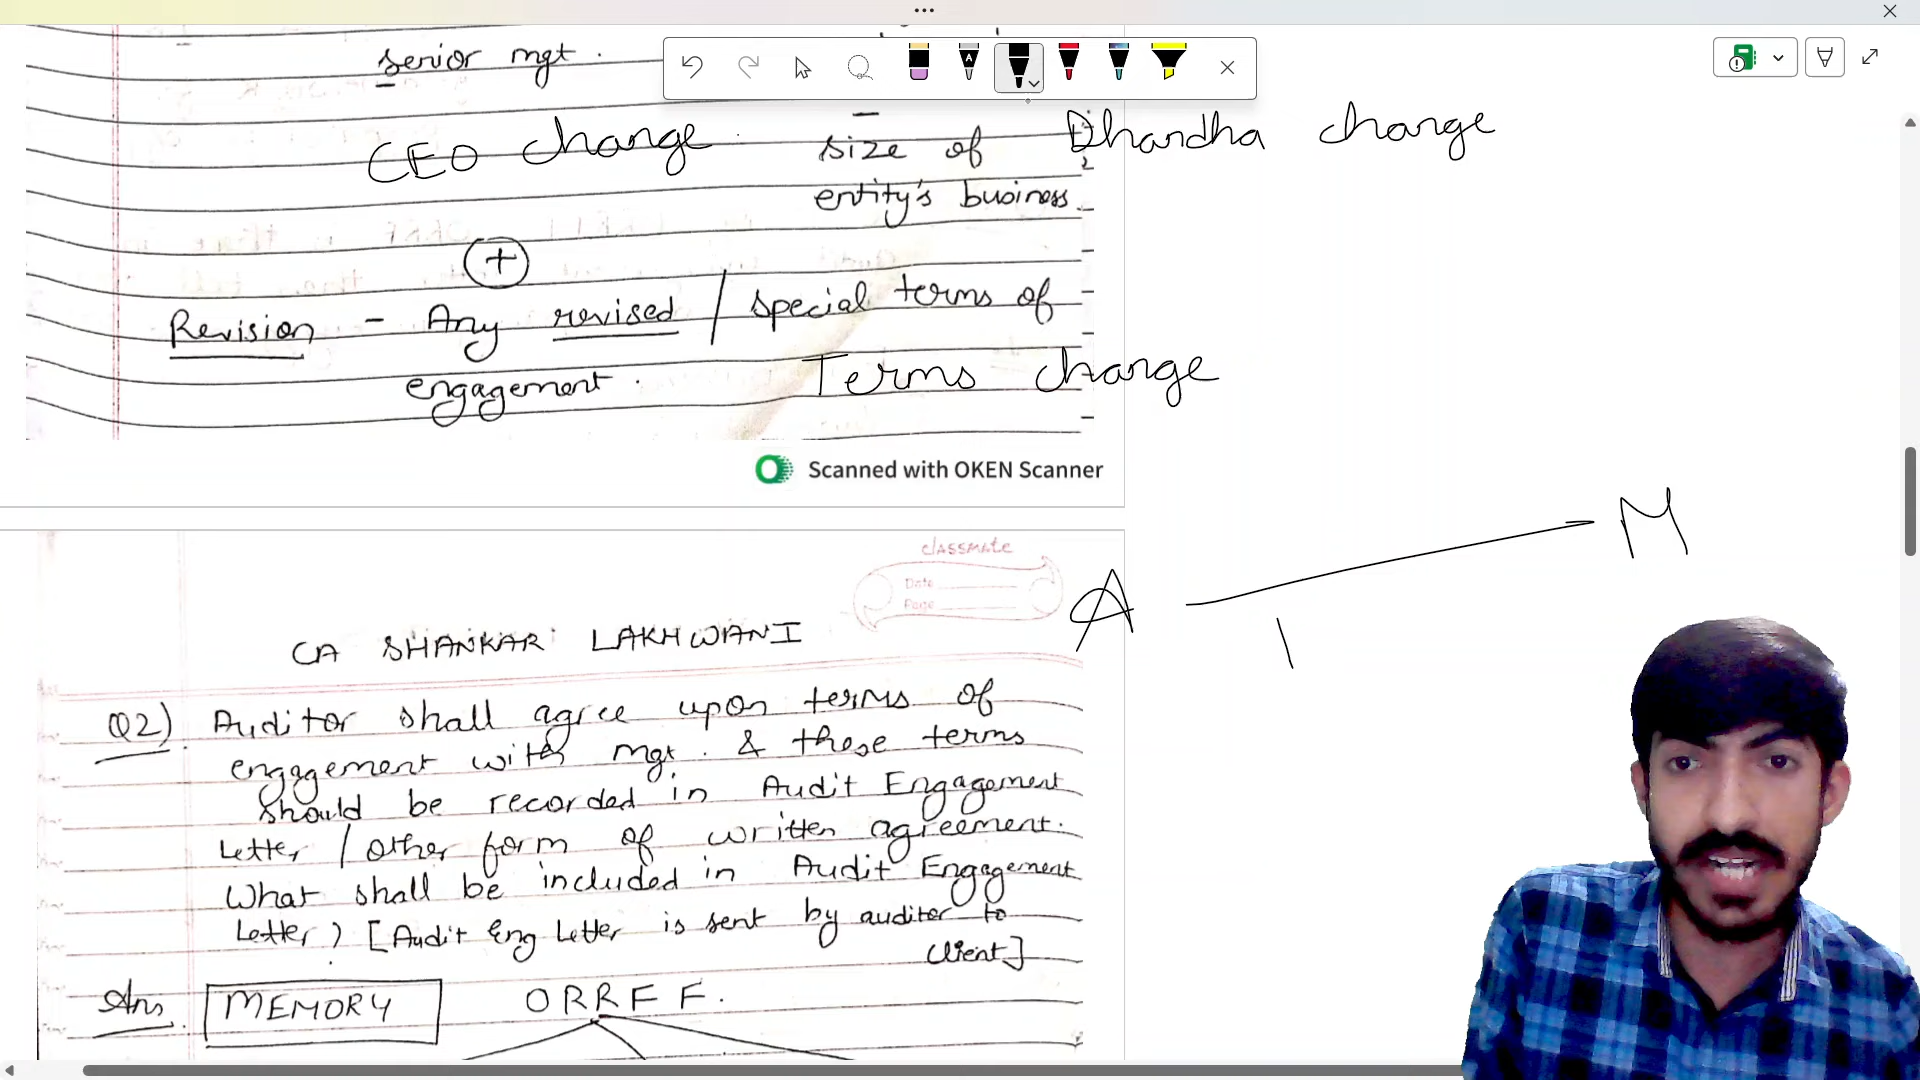 senior mgt.
CEO change
size of
Dhandha change
entity's business
+
Revision - Any revised / special terms of
engagement.
Terms change
Scanned with OKEN Scanner
classmate
Date
Page
A
M
CA SHANKAR LAKHWANI
Q2) Auditor shall agree upon terms of
engagement with mgt. & these terms
should be recorded in Audit Engagement
Letter / other form of written agreement.
What shall be included in Audit Engagement
Letter? [Audit Eng Letter is sent by auditor to
client]
Ans. MEMORY ORRFF.